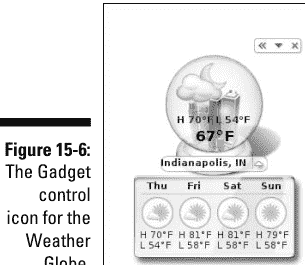 Figure 15-6:
The Gadget
control
icon for the
Weather
Globe.
H 70°F L 54°F
67°F
Indianapolis, IN
Thu Fri Sat Sun
H 70°F H 81°F H 81°F H 79°F
L 54°F L 58°F L 58°F L 58°F